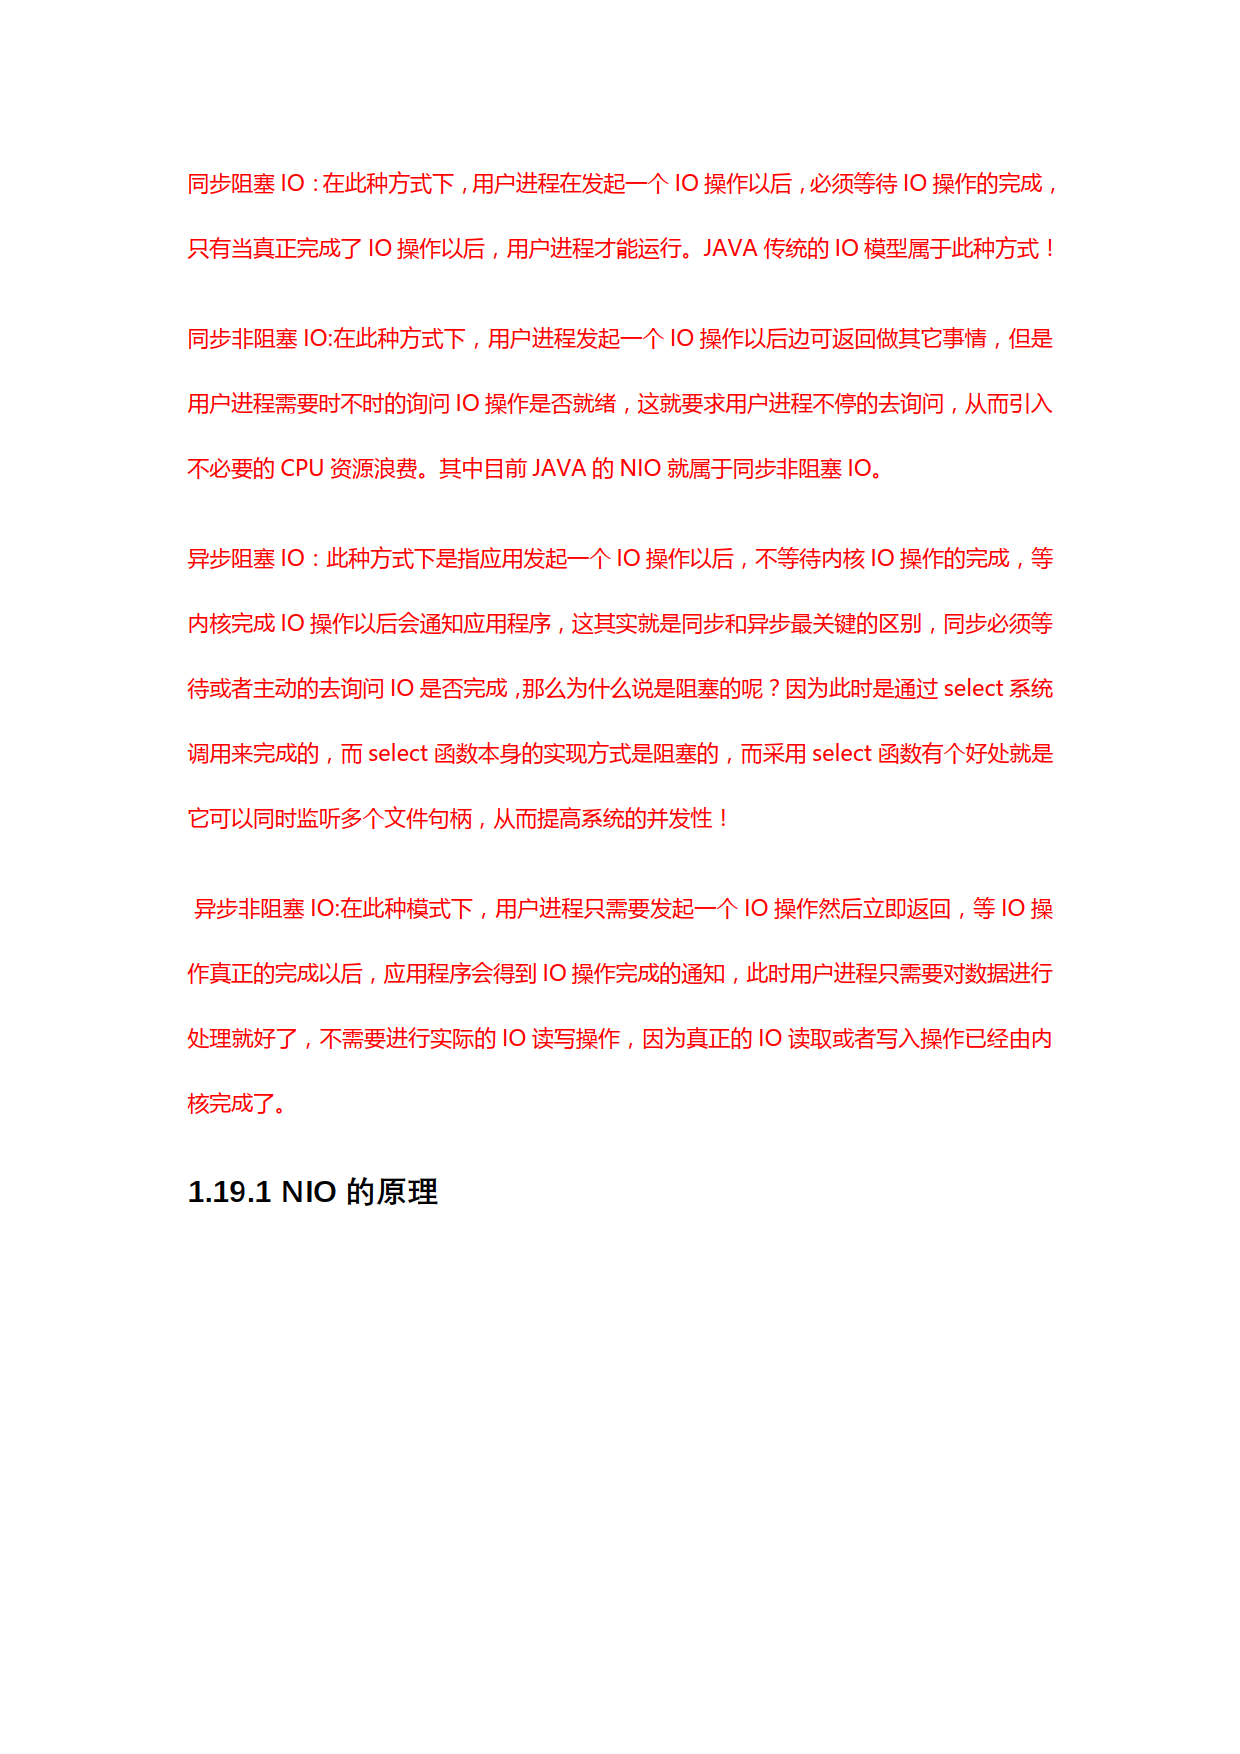 同步阻塞 IO：在此种方式下，用户进程在发起一个 IO 操作以后，必须等待 IO 操作的完成，
只有当真正完成了 IO 操作以后，用户进程才能运行。JAVA 传统的 IO 模型属于此种方式！
同步非阻塞 IO:在此种方式下，用户进程发起一个 IO 操作以后边可返回做其它事情，但是
用户进程需要时不时的询问 IO 操作是否就绪，这就要求用户进程不停的去询问，从而引入
不必要的 CPU 资源浪费。其中目前 JAVA 的 NIO 就属于同步非阻塞 IO。
异步阻塞 IO：此种方式下是指应用发起一个 IO 操作以后，不等待内核 IO 操作的完成，等
内核完成 IO 操作以后会通知应用程序，这其实就是同步和异步最关键的区别，同步必须等
待或者主动的去询问 IO 是否完成，那么为什么说是阻塞的呢？因为此时是通过 select 系统
调用来完成的，而 select 函数本身的实现方式是阻塞的，而采用 select 函数有个好处就是
它可以同时监听多个文件句柄，从而提高系统的并发性！
异步非阻塞 IO:在此种模式下，用户进程只需要发起一个 IO 操作然后立即返回，等 IO 操
作真正的完成以后，应用程序会得到 IO 操作完成的通知，此时用户进程只需要对数据进行
处理就好了，不需要进行实际的 IO 读写操作，因为真正的 IO 读取或者写入操作已经由内
核完成了。
1.19.1 NIO 的原理